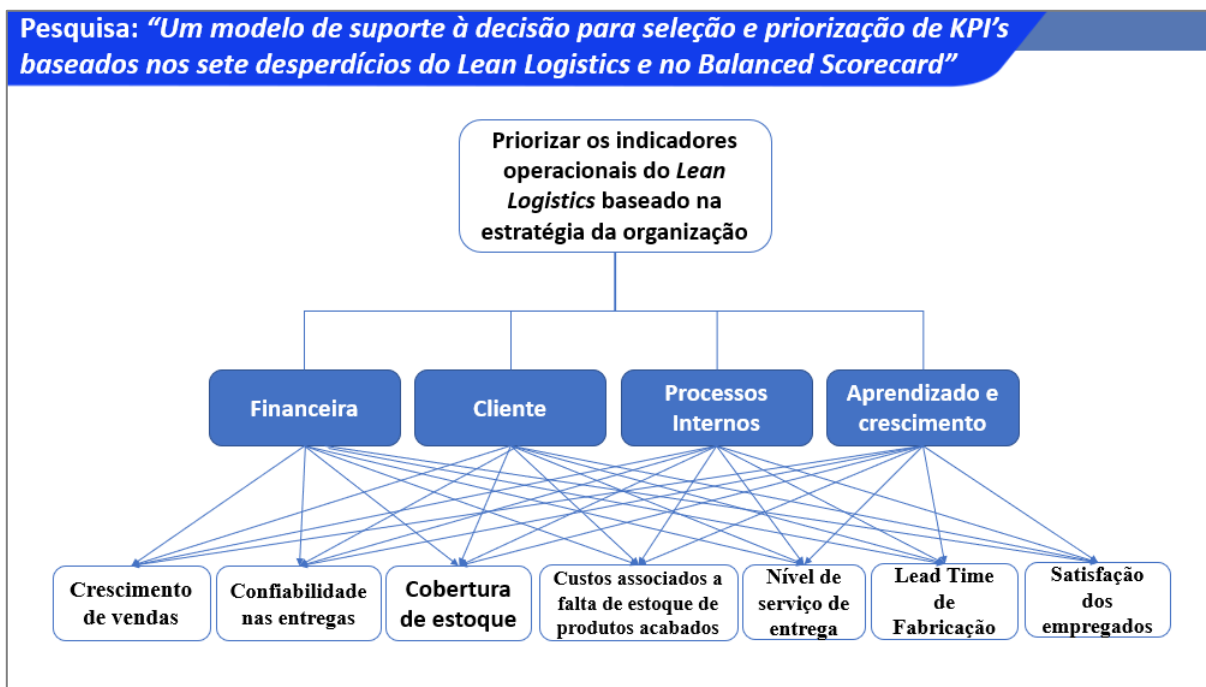 Pesquisa: “Um modelo de suporte à decisão para seleção e priorização de KPI’s
baseados nos sete desperdícios do Lean Logistics e no Balanced Scorecard”
Priorizar os indicadores
operacionais do Lean
Logistics baseado na
estratégia da organização
Financeira
Cliente
Processos
Internos
Aprendizado e
crescimento
Crescimento
de vendas
Confiabilidade
nas entregas
Cobertura
de estoque
Custos associados a
falta de estoque de
produtos acabados
Nível de
serviço de
entrega
Lead Time
de
Fabricação
Satisfação
dos
empregados